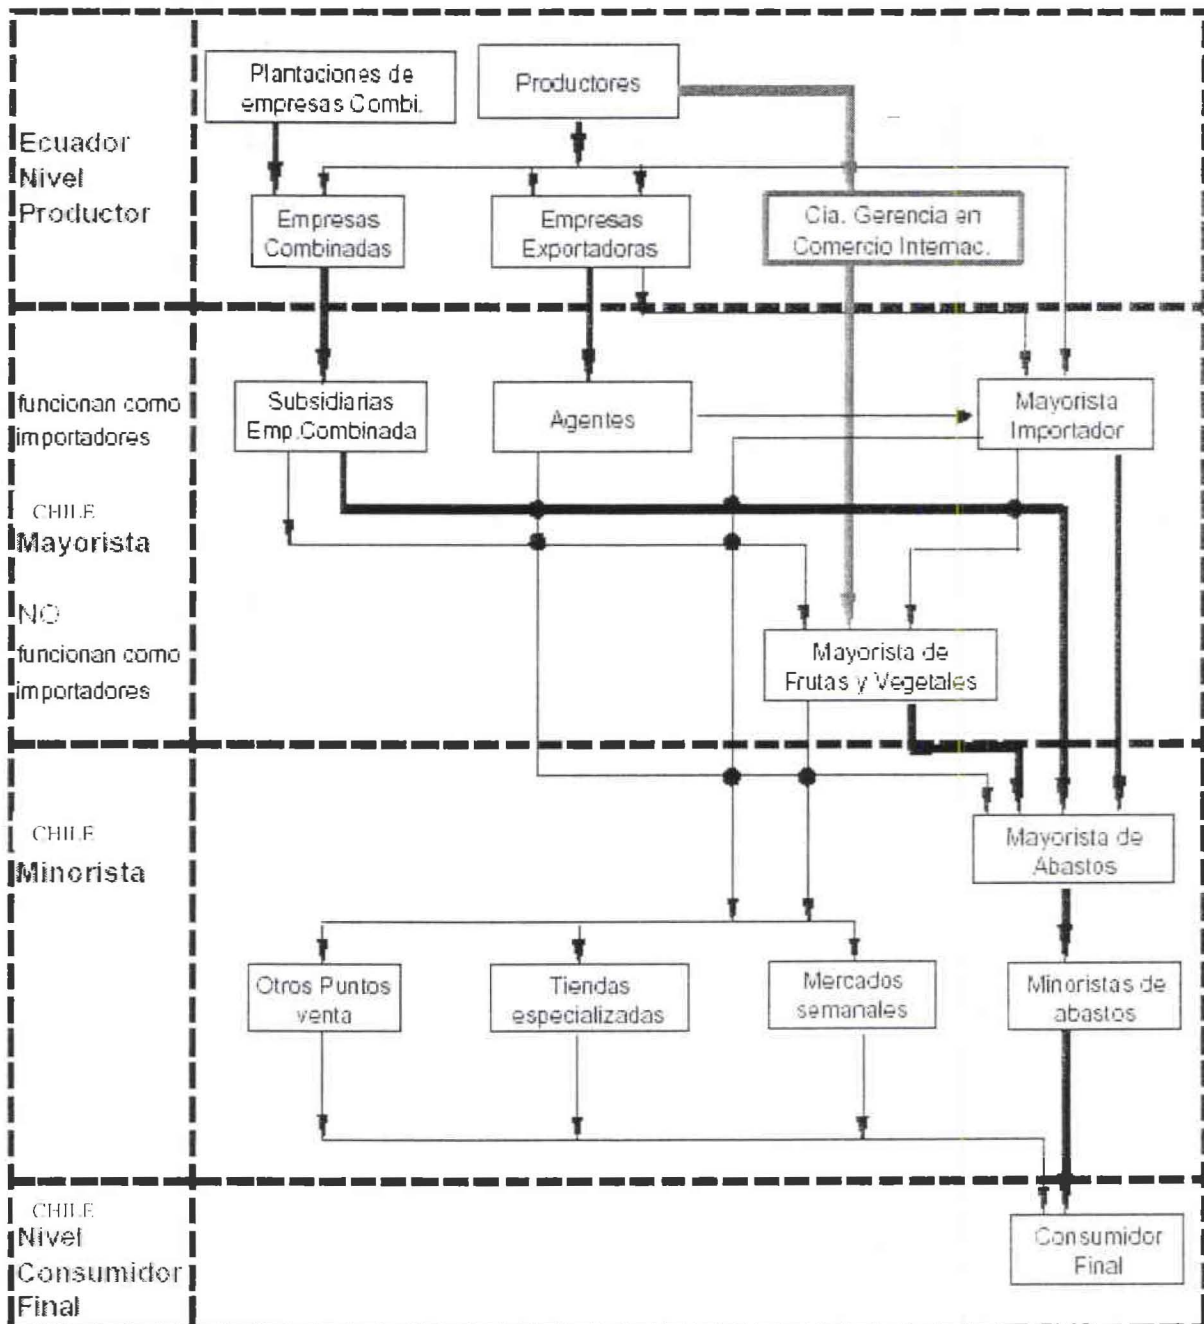 Plantaciones de
empresas Combi.
Productores
Ecuador
Nivel
Productor
Empresas
Combinadas
Empresas
Exportadoras
Cia. Gerencia en
Comercio Internac.
funcionan como
importadores
Subsidiarias
Emp.Combinada
Agentes
Mayorista
Importador
CHILE
Mayorista
NO
funcionan como
importadores
Mayorista de
Frutas y Vegetales
CHILE
Minorista
Mayorista de
Abastos
Otros Puntos
venta
Tiendas
especializadas
Mercados
semanales
Minoristas de
abastos
CHILE
Nivel
Consumidor
Final
Consumidor
Final